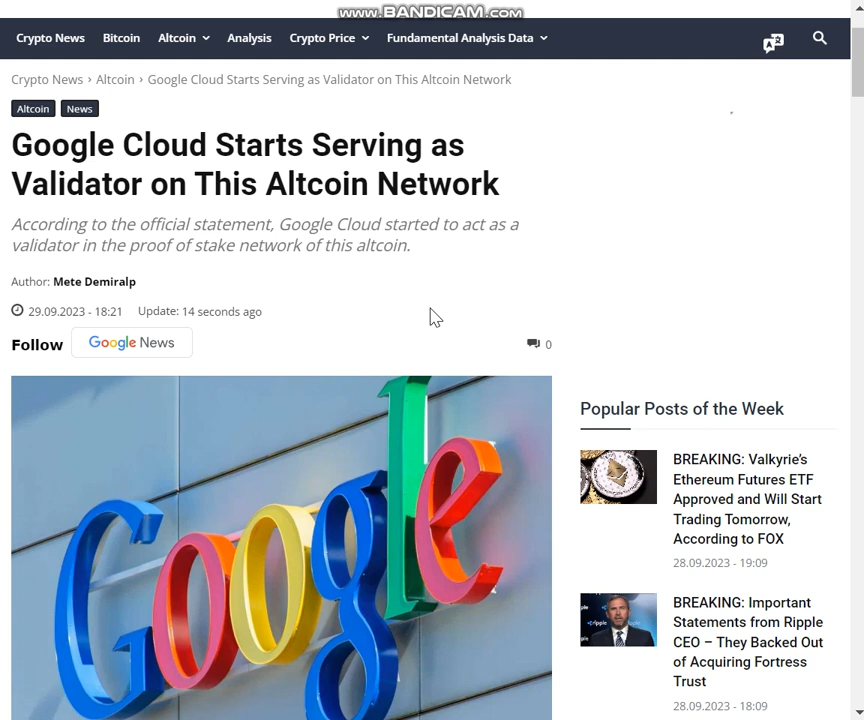 www.BANDICAM.com
Crypto News Bitcoin Altcoin Analysis Crypto Price Fundamental Analysis Data
Crypto News › Altcoin › Google Cloud Starts Serving as Validator on This Altcoin Network
Altcoin News
Google Cloud Starts Serving as
Validator on This Altcoin Network
According to the official statement, Google Cloud started to act as a
validator in the proof of stake network of this altcoin.
Author: Mete Demiralp
29.09.2023 - 18:21 Update: 14 seconds ago
Follow Google News
0
Google
Popular Posts of the Week
BREAKING: Valkyrie's
Ethereum Futures ETF
Approved and Will Start
Trading Tomorrow,
According to FOX
28.09.2023 - 19:09
BREAKING: Important
Statements from Ripple
CEO – They Backed Out
of Acquiring Fortress
Trust
28.09.2023 - 18:09